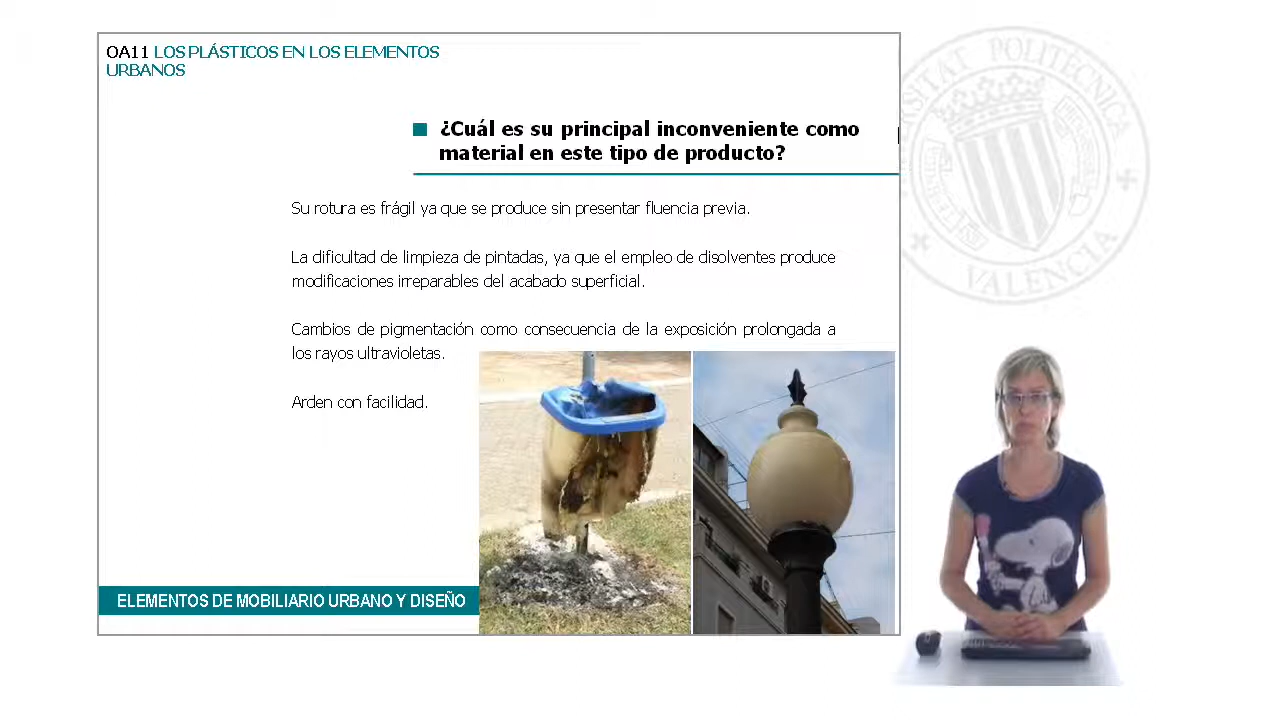 OA11 LOS PLÁSTICOS EN LOS ELEMENTOS
URBANOS
¿Cuál es su principal inconveniente como
material en este tipo de producto?
Su rotura es frágil ya que se produce sin presentar fluencia previa.
La dificultad de limpieza de pintadas, ya que el empleo de disolventes produce
modificaciones irreparables del acabado superficial.
Cambios de pigmentación como consecuencia de la exposición prolongada a
los rayos ultravioletas.
Arden con facilidad.
ELEMENTOS DE MOBILIARIO URBANO Y DISEÑO
POLITECNICA
VALENCIA